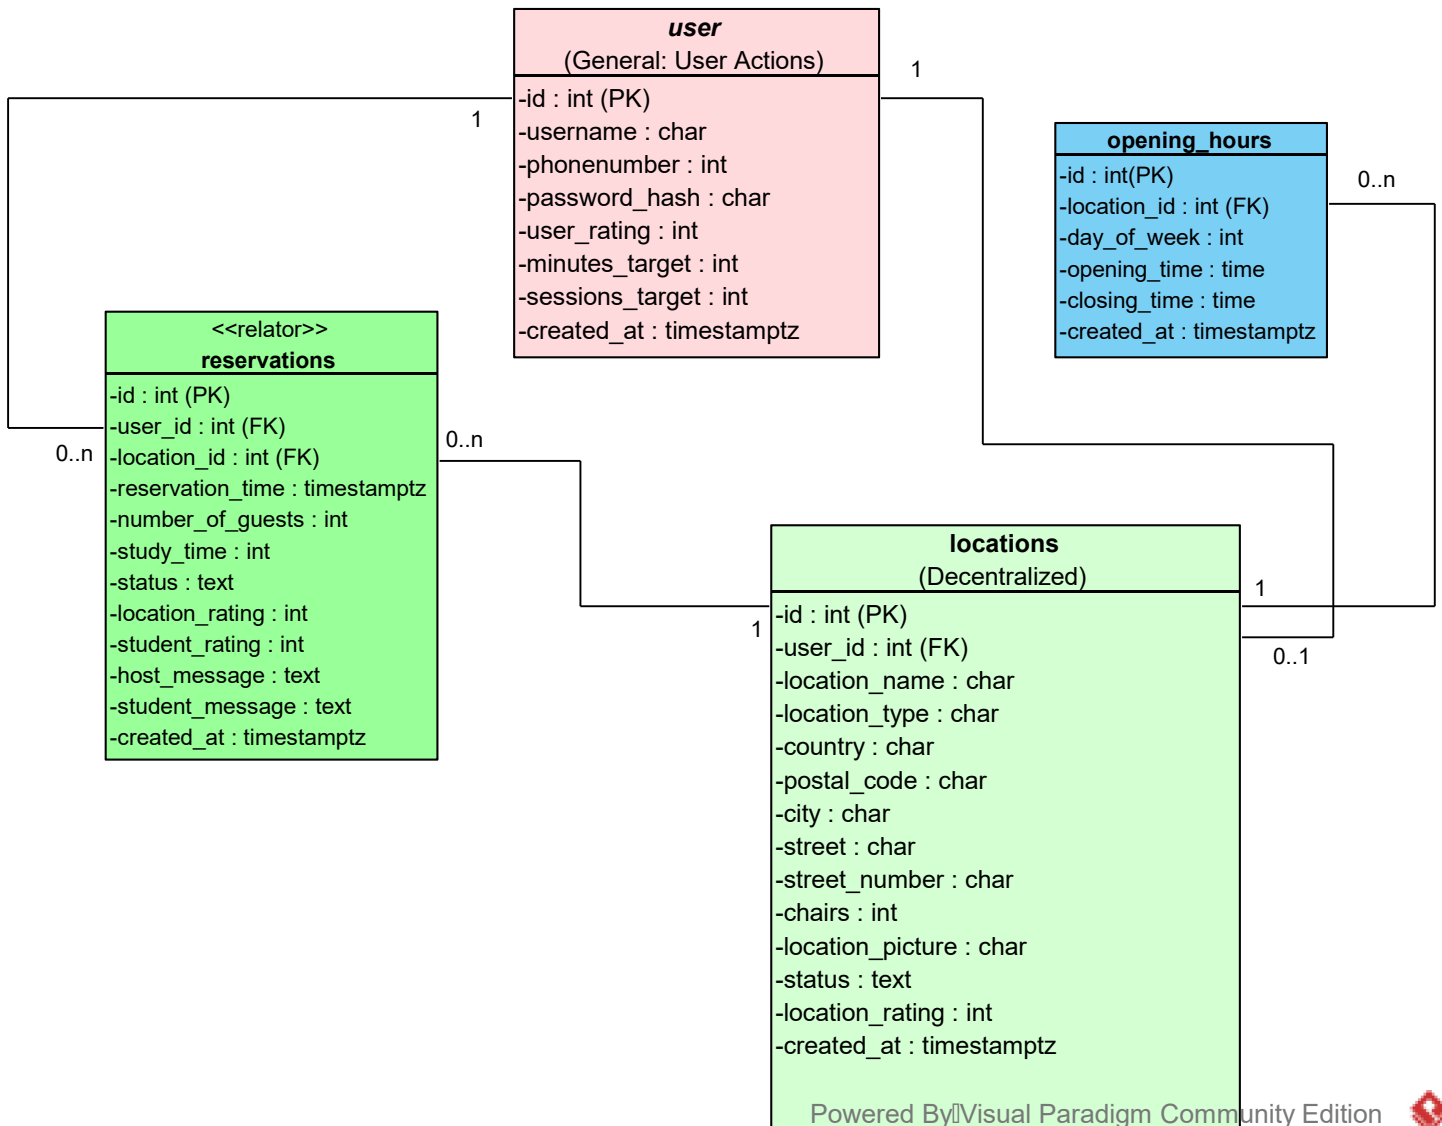 user
(General: User Actions)
-id : int (PK)
-username : char
-phonenumber : int
-password_hash : char
-user_rating : int
-minutes_target : int
-sessions_target : int
-created_at : timestamptz
1
1
opening_hours
-id : int(PK)
-location_id : int (FK)
-day_of_week : int
-opening_time : time
-closing_time : time
-created_at : timestamptz
0..n
<<relator>>
reservations
-id : int (PK)
-user_id : int (FK)
-location_id : int (FK)
-reservation_time : timestamptz
-number_of_guests : int
-study_time : int
-status : text
-location_rating : int
-student_rating : int
-host_message : text
-student_message : text
-created_at : timestamptz
0..n
0..n
locations
(Decentralized)
-id : int (PK)
-user_id : int (FK)
-location_name : char
-location_type : char
-country : char
-postal_code : char
-city : char
-street : char
-street_number : char
-chairs : int
-location_picture : char
-status : text
-location_rating : int
-created_at : timestamptz
1
1
0..1
Powered By Visual Paradigm Community Edition